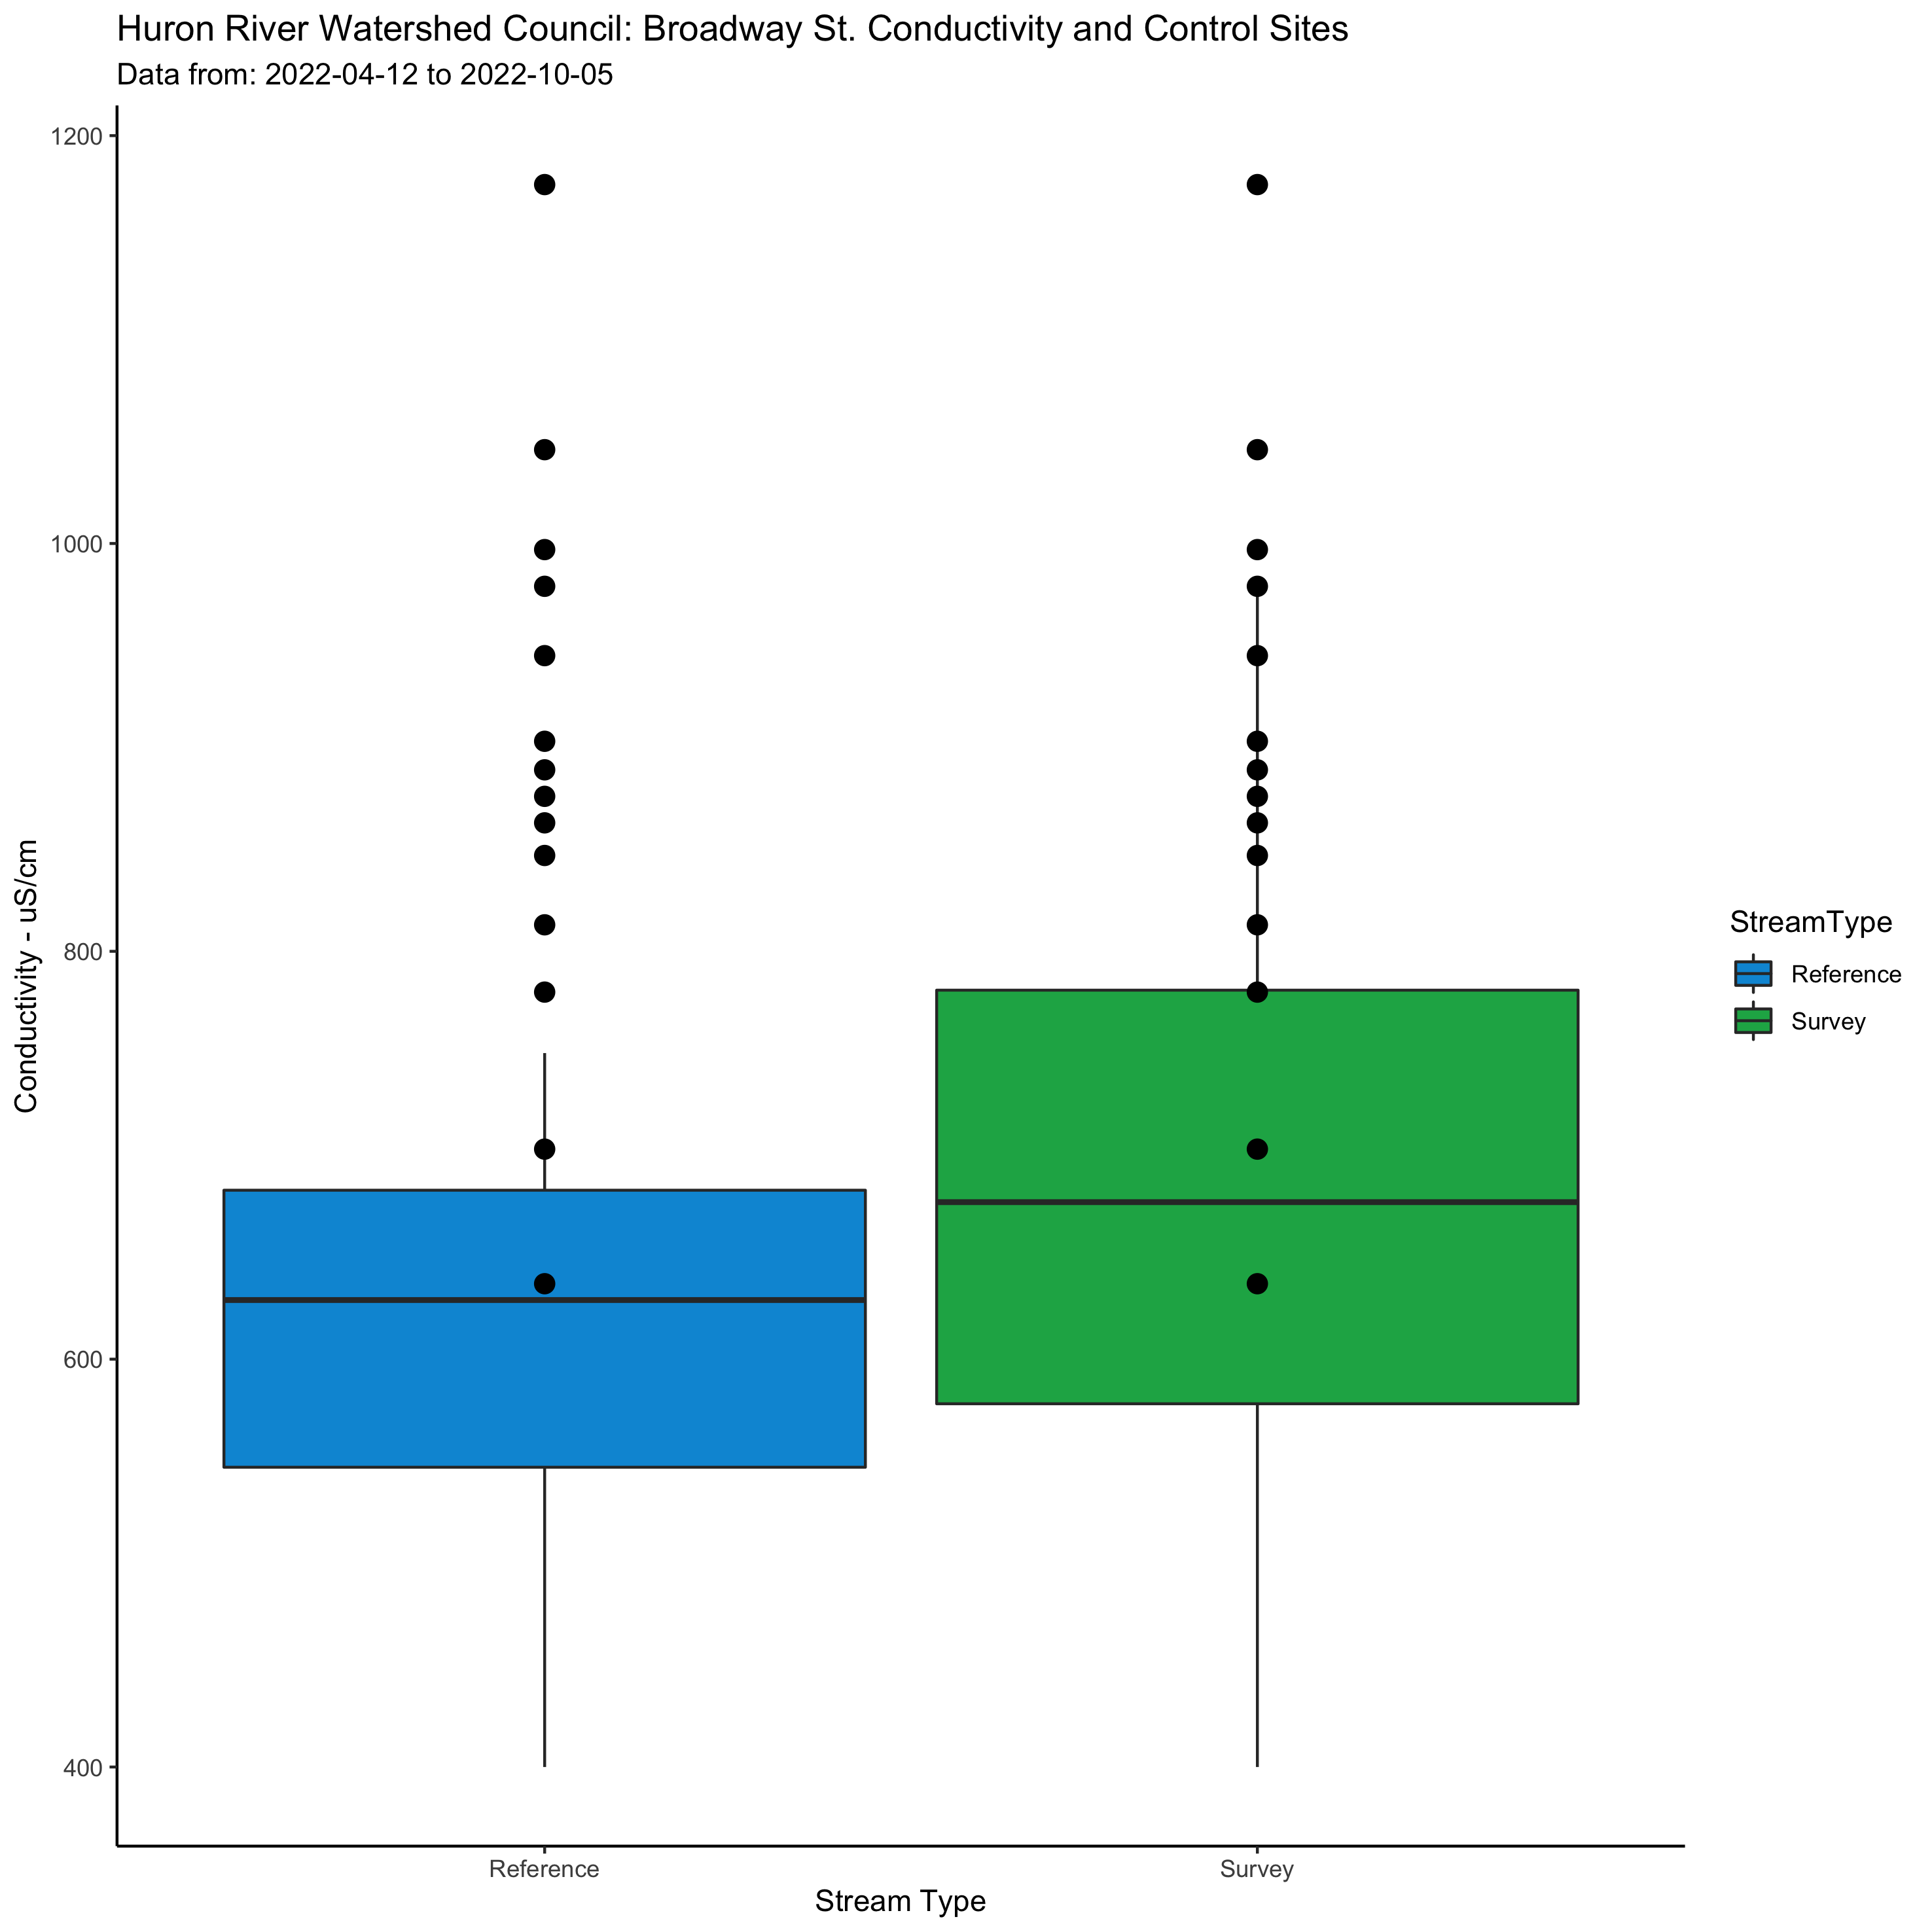 Huron River Watershed Council: Broadway St. Conductivity and Control Sites
Data from: 2022-04-12 to 2022-10-05
Conductivity - uS/cm
1200
1000
800
600
400
Reference
Survey
Stream Type
StreamType
Reference
Survey